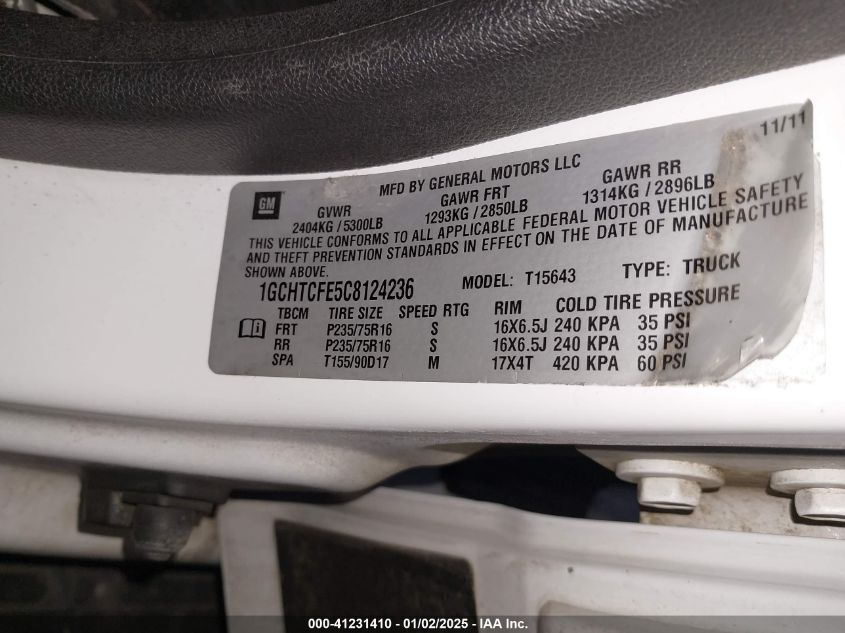 11/11
MFD BY GENERAL MOTORS LLC
GM
GVWR GAWR FRT GAWR RR
2404KG / 5300LB 1293KG / 2850LB 1314KG / 2896LB
THIS VEHICLE CONFORMS TO ALL APPLICABLE FEDERAL MOTOR VEHICLE SAFETY
AND THEFT PREVENTION STANDARDS IN EFFECT ON THE DATE OF MANUFACTURE
SHOWN ABOVE.
1GCHTCFE5C8124236 MODEL: T15643 TYPE: TRUCK
TBCM TIRE SIZE SPEED RTG RIM COLD TIRE PRESSURE
FRT P235/75R16 S 16X6.5J 240 KPA 35 PSI
RR P235/75R16 S 16X6.5J 240 KPA 35 PSI
SPA T155/90D17 M 17X4T 420 KPA 60 PSI
000-41231410 - 01/02/2025 - IAA Inc.